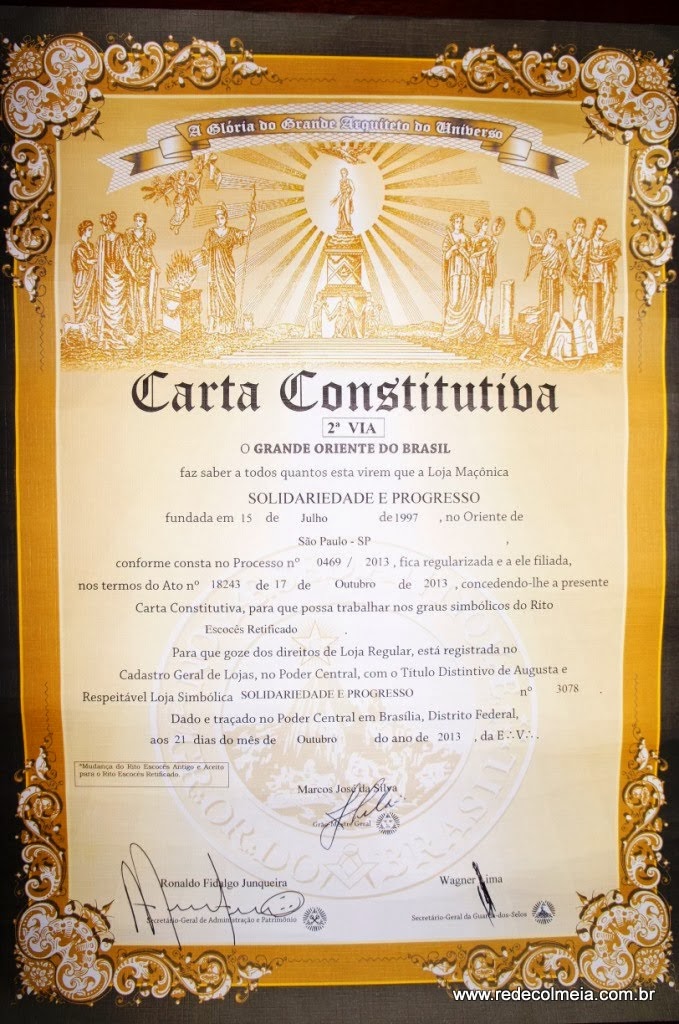 A Glória do Grande Arquiteto do Universo
Carta Constitutiva
2ª VIA
O GRANDE ORIENTE DO BRASIL
faz saber a todos quantos esta virem que a Loja Maçônica
SOLIDARIEDADE E PROGRESSO
fundada em 15 de Julho de 1997 , no Oriente de
São Paulo - SP ,
conforme consta no Processo nº 0469 / 2013 , fica regularizada e a ele filiada,
nos termos do Ato nº 18243 de 17 de Outubro de 2013 , concedendo-lhe a presente
Carta Constitutiva, para que possa trabalhar nos graus simbólicos do Rito
Escocês Retificado .
Para que goze dos direitos de Loja Regular, está registrada no
Cadastro Geral de Lojas, no Poder Central, com o Titulo Distintivo de Augusta e
Respeitável Loja Simbólica SOLIDARIEDADE E PROGRESSO nº 3078 .
Dado e traçado no Poder Central em Brasília, Distrito Federal,
aos 21 dias do mês de Outubro do ano de 2013 , da E∴V∴.
*Mudança do Rito Escocês Antigo e Aceito
para o Rito Escocês Retificado.
Marcos José da Silva
Grão-Mestre Geral
Ronaldo Fidalgo Junqueira
Secretário-Geral de Administração e Patrimônio
Wagner Lima
Secretário-Geral da Guarda-dos-Selos
www.redecolmeia.com.br